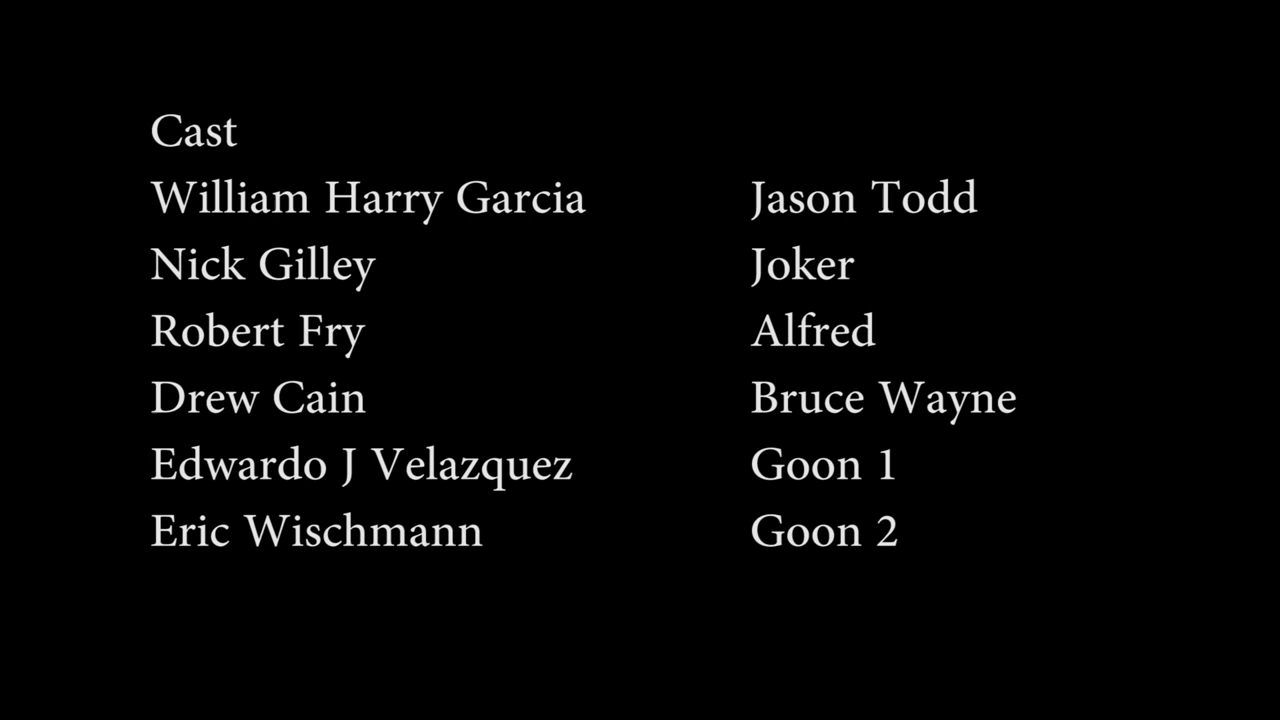 Cast
William Harry Garcia Jason Todd
Nick Gilley Joker
Robert Fry Alfred
Drew Cain Bruce Wayne
Edwardo J Velazquez Goon 1
Eric Wischmann Goon 2